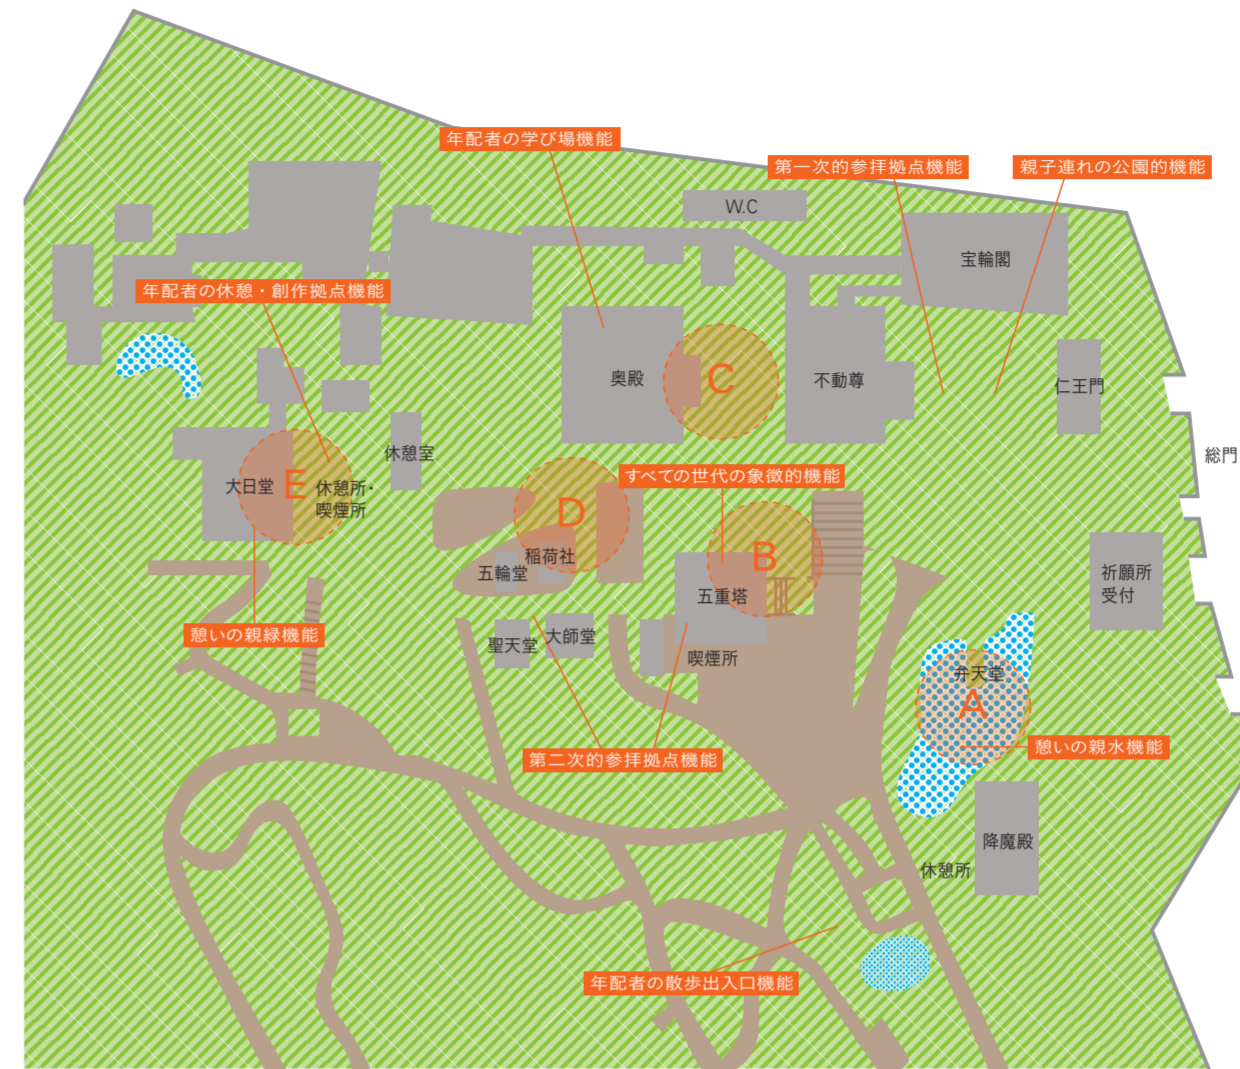 年配者の学び場機能
第一次的参拝拠点機能
親子連れの公園的機能
W.C
宝輪閣
年配者の休憩・創作拠点機能
奥殿
C
不動尊
仁王門
休憩室
総門
すべての世代の象徴的機能
大日堂
E
休憩所・
喫煙所
D
稲荷社
五輪堂
B
五重塔
祈願所
受付
憩いの親緑機能
聖天堂
大師堂
喫煙所
弁天堂
A
第二次的参拝拠点機能
憩いの親水機能
降魔殿
休憩所
年配者の散歩出入口機能